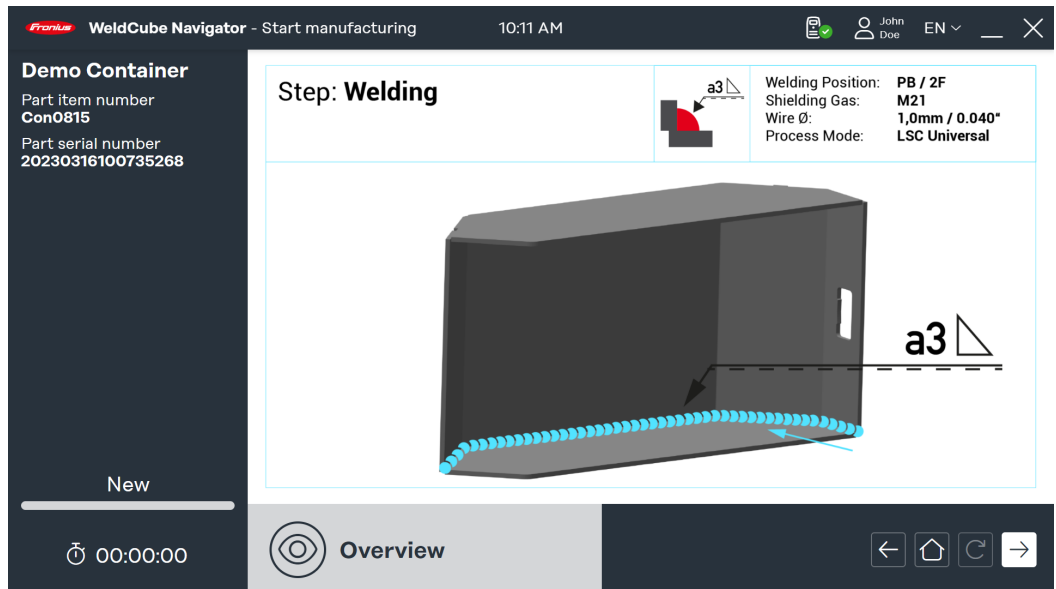 Fronius WeldCube Navigator - Start manufacturing 10:11 AM John Doe EN
Demo Container
Part item number
Con0815
Part serial number
20230316100735268
New
00:00:00
Step: Welding
a3
Welding Position: PB / 2F
Shielding Gas: M21
Wire Ø: 1,0mm / 0.040“
Process Mode: LSC Universal
a3
Overview